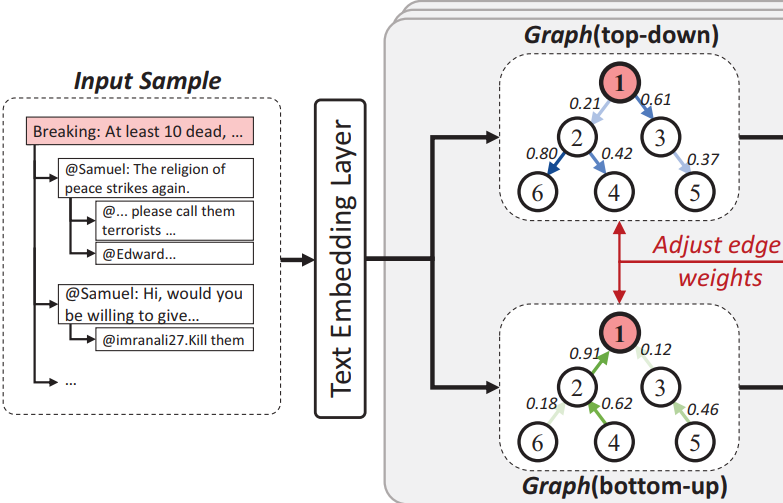 Input Sample
Breaking: At least 10 dead, ...
@Samuel: The religion of
peace strikes again.
@... please call them
terrorists ...
@Edward...
@Samuel: Hi, would you
be willing to give...
@imranali27.Kill them
...
Text Embedding Layer
Graph(top-down)
1
0.21
0.61
2
3
0.80
0.42
0.37
6
4
5
Adjust edge
weights
1
0.91
0.12
2
3
0.18
0.62
0.46
6
4
5
Graph(bottom-up)